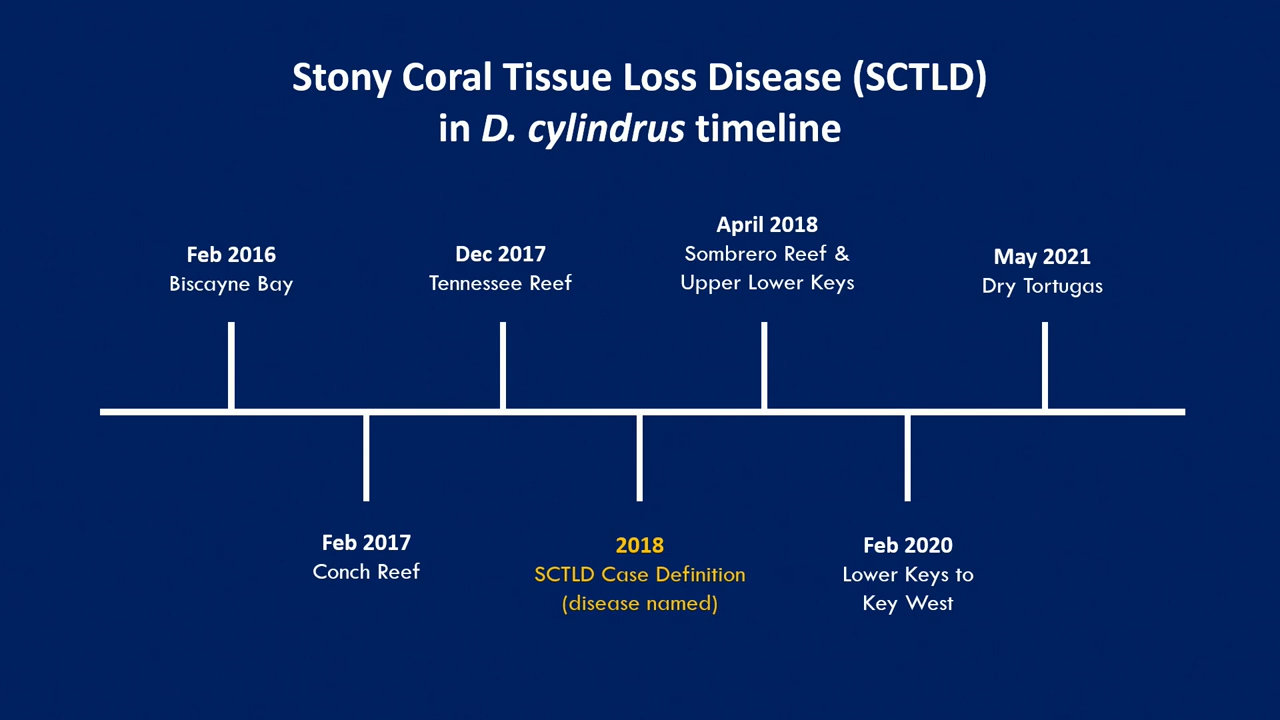 Stony Coral Tissue Loss Disease (SCTLD)
in D. cylindrus timeline
Feb 2016
Biscayne Bay
Feb 2017
Conch Reef
Dec 2017
Tennessee Reef
2018
SCTLD Case Definition
(disease named)
April 2018
Sombrero Reef &
Upper Lower Keys
Feb 2020
Lower Keys to
Key West
May 2021
Dry Tortugas